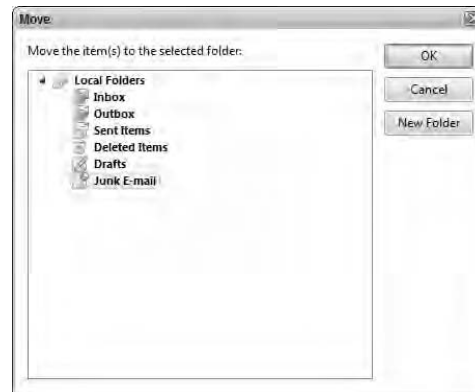 Move
Move the item(s) to the selected folder:
OK
Cancel
New Folder
Local Folders
Inbox
Outbox
Sent Items
Deleted Items
Drafts
Junk E-mail